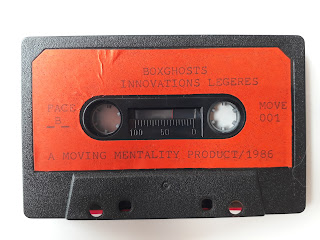 BOXGHOSTS
INNOVATIONS LEGERES
FACE
B
MOVE
001
100 50 0
A MOVING MENTALITY PRODUCT/1986